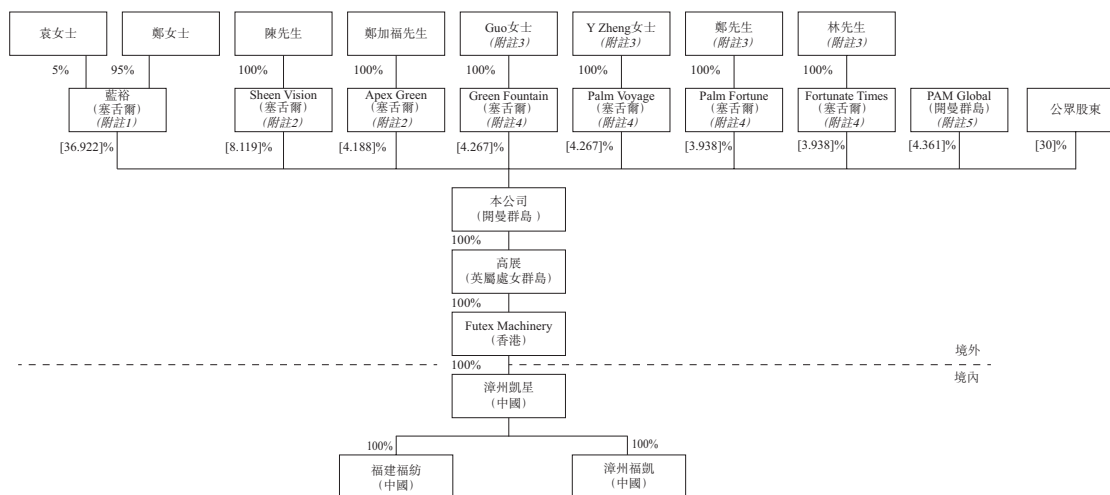 袁女士
鄭女士
陳先生
鄭加福先生
Guo女士
(附註3)
Y Zheng女士
(附註3)
鄭先生
(附註3)
林先生
(附註3)
5%
95%
100%
100%
100%
100%
100%
100%
藍裕
(塞舌爾)
(附註1)
Sheen Vision
(塞舌爾)
(附註2)
Apex Green
(塞舌爾)
(附註2)
Green Fountain
(塞舌爾)
(附註4)
Palm Voyage
(塞舌爾)
(附註4)
Palm Fortune
(塞舌爾)
(附註4)
Fortunate Times
(塞舌爾)
(附註4)
PAM Global
(開曼群島)
(附註5)
公眾股東
[36.922]%
[8.119]%
[4.188]%
[4.267]%
[4.267]%
[3.938]%
[3.938]%
[4.361]%
[30]%
本公司
(開曼群島)
100%
高展
(英屬處女群島)
100%
Futex Machinery
(香港)
境外
100%
境內
漳州凱星
(中國)
100%
100%
福建福紡
(中國)
漳州福凱
(中國)